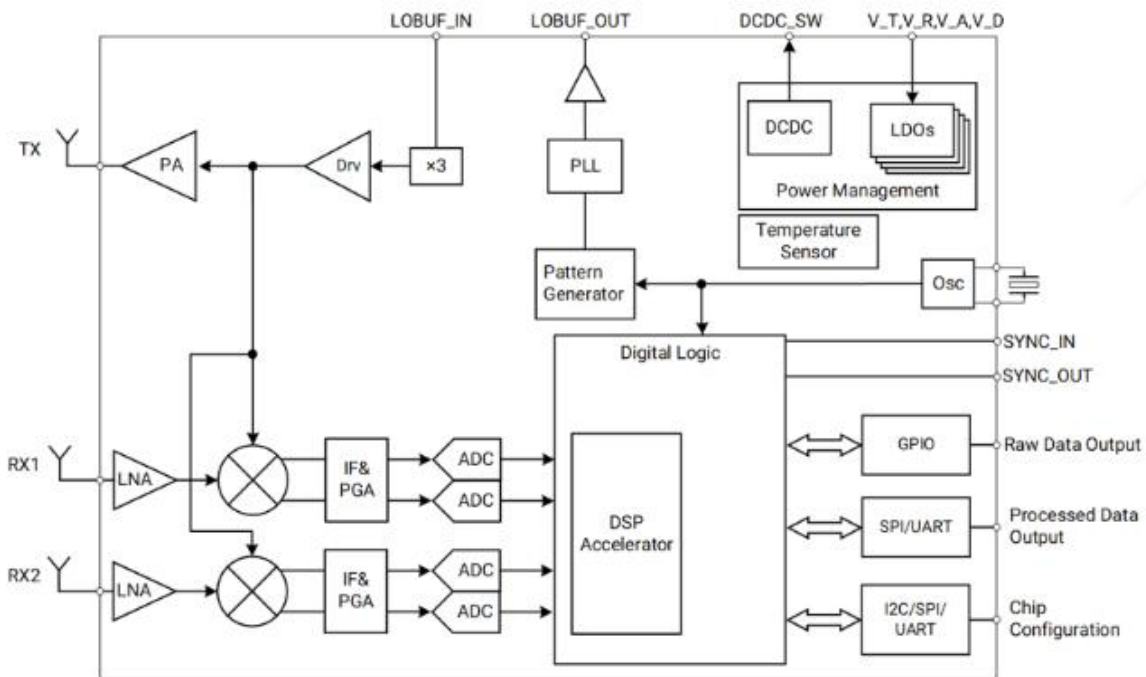 LOBUF_IN
LOBUF_OUT
DCDC_SW
V_T,V_R,V_A,V_D
TX
PA
Drv
×3
PLL
DCDC
LDOs
Power Management
Temperature
Sensor
Pattern
Generator
Osc
Digital Logic
SYNC_IN
SYNC_OUT
RX1
LNA
IF&
PGA
ADC
ADC
GPIO
Raw Data Output
DSP
Accelerator
SPI/UART
Processed Data
Output
RX2
LNA
IF&
PGA
ADC
ADC
I2C/SPI/
UART
Chip
Configuration